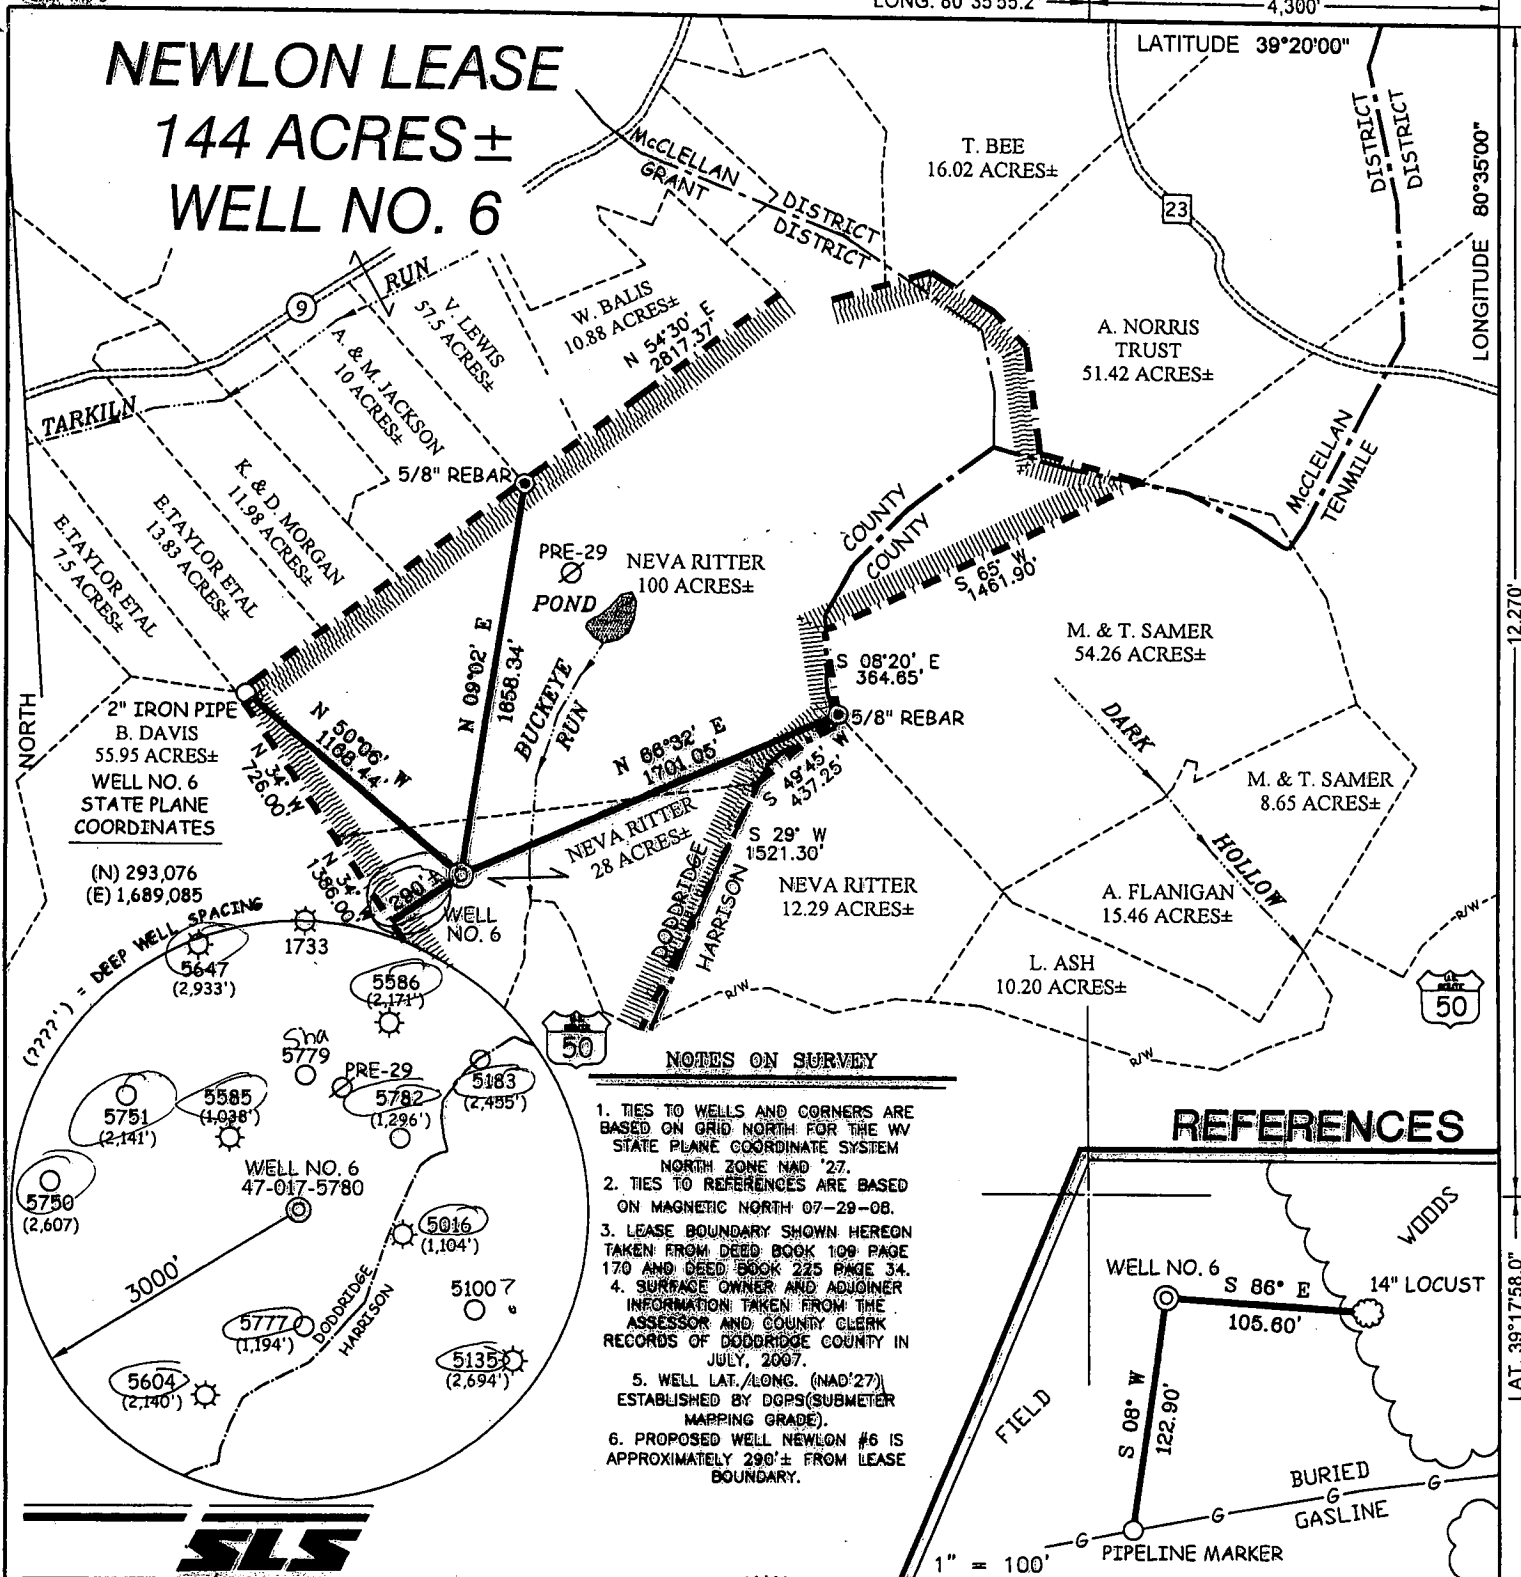 LONG. 80°35'55.2"
4,300'
NEWLON LEASE
144 ACRES±
WELL NO. 6
LATITUDE 39°20'00"
LONGITUDE 80°35'00"
12,270'
LAT. 39°17'58.0"
McCLELLAN DISTRICT
GRANT DISTRICT
DISTRICT
DISTRICT
McCLELLAN
TENMILE
T. BEE
16.02 ACRES±
23
A. NORRIS
TRUST
51.42 ACRES±
9
TARKILN RUN
V. LEWIS
57.5 ACRES±
W. BALIS
10.88 ACRES±
N 54°30' E
2817.37'
A. & M. JACKSON
10 ACRES±
K. & D. MORGAN
11.98 ACRES±
E.TAYLOR ETAL
13.83 ACRES±
E.TAYLOR ETAL
7.5 ACRES±
5/8" REBAR
PRE-29
NEVA RITTER
100 ACRES±
POND
BUCKEYE
RUN
COUNTY
COUNTY
S 65° W
1461.90'
M. & T. SAMER
54.26 ACRES±
S 08°20' E
364.65'
5/8" REBAR
N 09°02' E
1658.34'
NORTH
2" IRON PIPE
B. DAVIS
55.95 ACRES±
N 50°06' W
1168.44'
N 34° W
726.00'
N 66°32' E
1701.05'
S 49°45' W
437.25'
DARK
HOLLOW
M. & T. SAMER
8.65 ACRES±
WELL NO. 6
STATE PLANE
COORDINATES
(N) 293,076
(E) 1,689,085
N 34° W
1386.00'
290'±
WELL
NO. 6
NEVA RITTER
28 ACRES±
S 29° W
1521.30'
DODDRIDGE
HARRISON
NEVA RITTER
12.29 ACRES±
A. FLANIGAN
15.46 ACRES±
L. ASH
10.20 ACRES±
R/W
R/W
R/W
50
50
(????') = DEEP WELL SPACING
1733
5647
(2,933')
5586
(2,171')
Sha
5779
PRE-29
5183
(2,455')
5751
(2,141')
5585
(1,038')
5782
(1,296')
WELL NO. 6
47-017-5780
5750
(2,607)
5016
(1,104')
3000'
5100 ?
5777
(1,194')
DODDRIDGE
HARRISON
5135
(2,694')
5604
(2,140')
NOTES ON SURVEY
1. TIES TO WELLS AND CORNERS ARE
BASED ON GRID NORTH FOR THE WV
STATE PLANE COORDINATE SYSTEM
NORTH ZONE NAD '27.
2. TIES TO REFERENCES ARE BASED
ON MAGNETIC NORTH 07-29-08.
3. LEASE BOUNDARY SHOWN HEREON
TAKEN FROM DEED BOOK 109 PAGE
170 AND DEED BOOK 225 PAGE 34.
4. SURFACE OWNER AND ADJOINER
INFORMATION TAKEN FROM THE
ASSESSOR AND COUNTY CLERK
RECORDS OF DODDRIDGE COUNTY IN
JULY, 2007.
5. WELL LAT./LONG. (NAD'27)
ESTABLISHED BY DGPS(SUBMETER
MAPPING GRADE).
6. PROPOSED WELL NEWLON #6 IS
APPROXIMATELY 290'± FROM LEASE
BOUNDARY.
REFERENCES
WOODS
WELL NO. 6
S 86° E
105.60'
14" LOCUST
FIELD
S 08° W
122.90'
BURIED
GASLINE
G
G
G
G
PIPELINE MARKER
1" = 100'
SLS